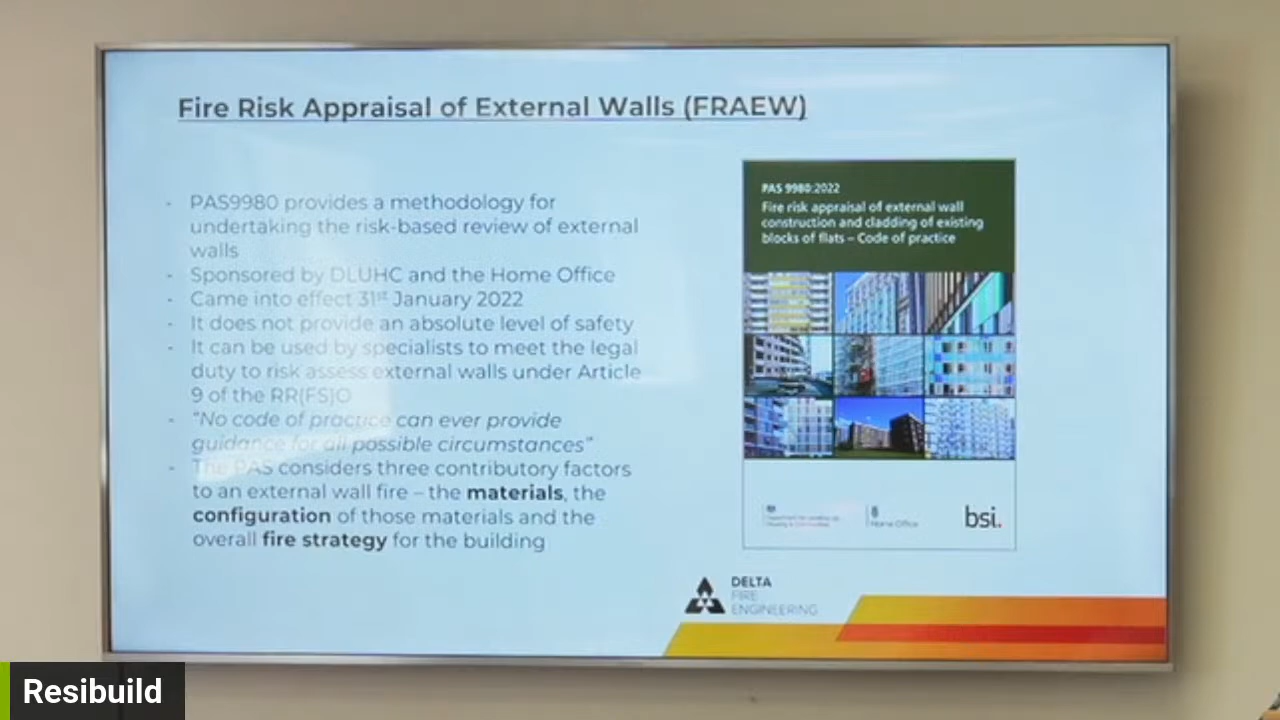 Fire Risk Appraisal of External Walls (FRAEW)
- PAS9980 provides a methodology for
undertaking the risk-based review of external
walls
- Sponsored by DLUHC and the Home Office
- Came into effect 31st January 2022
- It does not provide an absolute level of safety
- It can be used by specialists to meet the legal
duty to risk assess external walls under Article
9 of the RR(FS)O
- "No code of practice can ever provide
guidance for all possible circumstances"
- The PAS considers three contributory factors
to an external wall fire – the materials, the
configuration of those materials and the
overall fire strategy for the building
PAS 9980:2022
Fire risk appraisal of external wall
construction and cladding of existing
blocks of flats – Code of practice
Home Office
bsi.
DELTA
FIRE
ENGINEERING
Resibuild